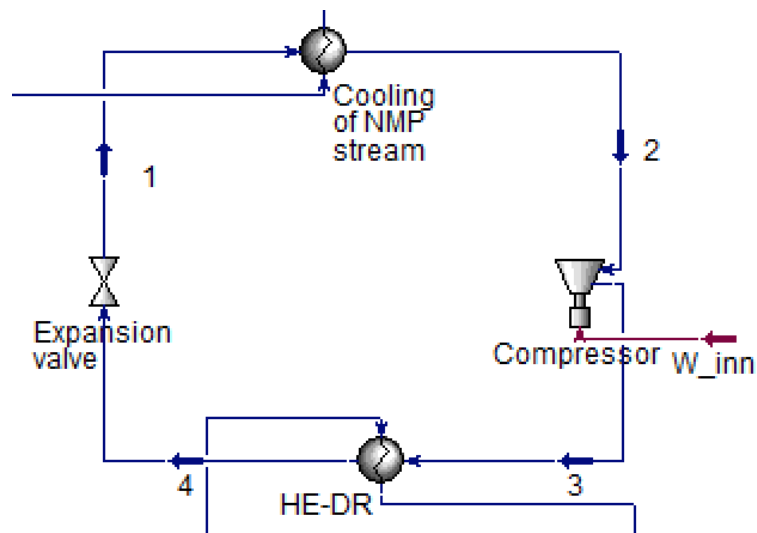 Cooling
of NMP
stream
1
2
Expansion
valve
Compressor
W_inn
4
3
HE-DR